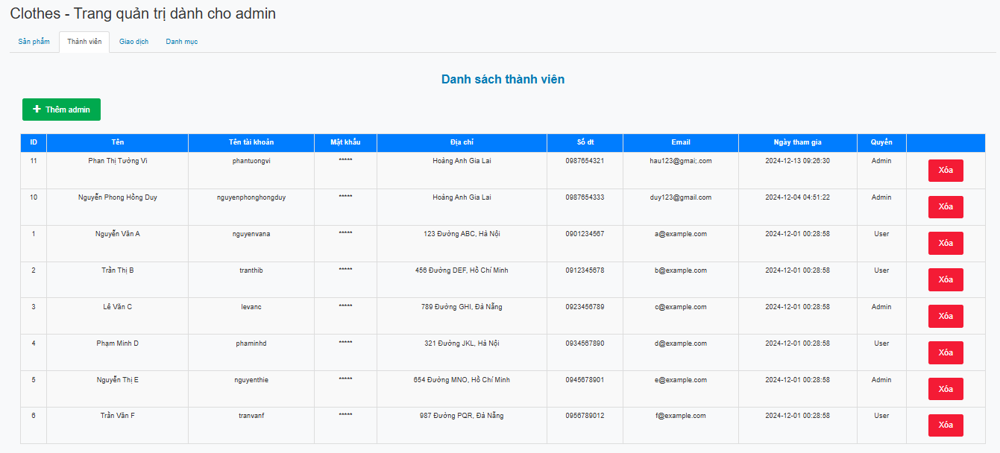 Clothes - Trang quản trị dành cho admin
Sản phẩm Thành viên Giao dịch Danh mục
Danh sách thành viên
+ Thêm admin
ID Tên Tên tài khoản Mật khẩu Địa chỉ Số dt Email Ngày tham gia Quyền
11 Phan Thị Tường Vi phantuongvi ***** Hoàng Anh Gia Lai 0987654321 hau123@gmai;.com 2024-12-13 09:26:30 Admin Xóa
10 Nguyễn Phong Hồng Duy nguyenphonghongduy ***** Hoàng Anh Gia Lai 0987654333 duy123@gmail.com 2024-12-04 04:51:22 Admin Xóa
1 Nguyễn Văn A nguyenvana ***** 123 Đường ABC, Hà Nội 0901234567 a@example.com 2024-12-01 00:28:58 User Xóa
2 Trần Thị B tranthib ***** 456 Đường DEF, Hồ Chí Minh 0912345678 b@example.com 2024-12-01 00:28:58 User Xóa
3 Lê Văn C levanc ***** 789 Đường GHI, Đà Nẵng 0923456789 c@example.com 2024-12-01 00:28:58 Admin Xóa
4 Phạm Minh D phaminhd ***** 321 Đường JKL, Hà Nội 0934567890 d@example.com 2024-12-01 00:28:58 User Xóa
5 Nguyễn Thị E nguyenthie ***** 654 Đường MNO, Hồ Chí Minh 0945678901 e@example.com 2024-12-01 00:28:58 Admin Xóa
6 Trần Văn F tranvanf ***** 987 Đường PQR, Đà Nẵng 0956789012 f@example.com 2024-12-01 00:28:58 User Xóa